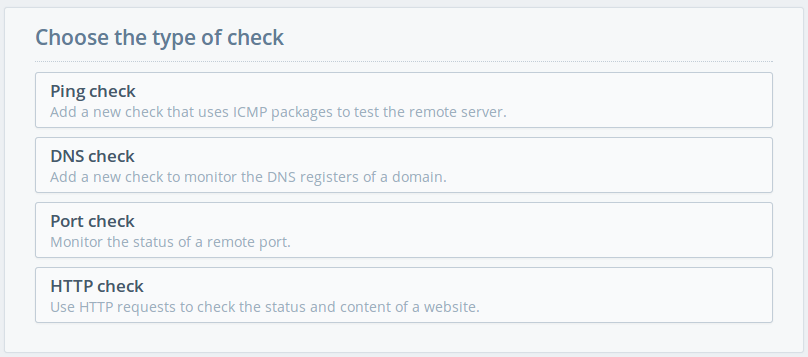 Choose the type of check
Ping check
Add a new check that uses ICMP packages to test the remote server.
DNS check
Add a new check to monitor the DNS registers of a domain.
Port check
Monitor the status of a remote port.
HTTP check
Use HTTP requests to check the status and content of a website.